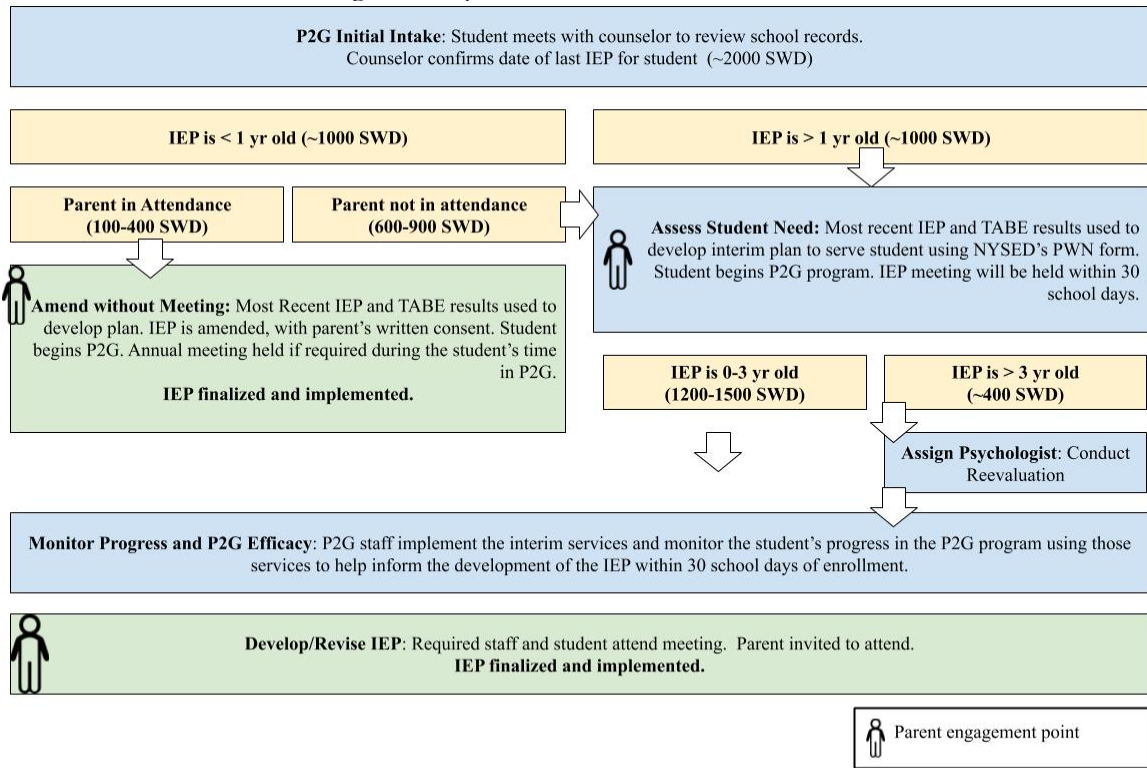 P2G Initial Intake: Student meets with counselor to review school records.
Counselor confirms date of last IEP for student  (~2000 SWD)
IEP is < 1 yr old (~1000 SWD)
IEP is > 1 yr old (~1000 SWD)
Parent in Attendance
(100-400 SWD)
Parent not in attendance
(600-900 SWD)
Assess Student Need: Most recent IEP and TABE results used to
develop interim plan to serve student using NYSED's PWN form.
Student begins P2G program. IEP meeting will be held within 30
school days.
Amend without Meeting: Most Recent IEP and TABE results used to
develop plan. IEP is amended, with parent's written consent. Student
begins P2G. Annual meeting held if required during the student's time
in P2G.
IEP finalized and implemented.
IEP is 0-3 yr old
(1200-1500 SWD)
IEP is > 3 yr old
(~400 SWD)
Assign Psychologist: Conduct
Reevaluation
Monitor Progress and P2G Efficacy: P2G staff implement the interim services and monitor the student's progress in the P2G program using those
services to help inform the development of the IEP within 30 school days of enrollment.
Develop/Revise IEP: Required staff and student attend meeting.  Parent invited to attend.
IEP finalized and implemented.
Parent engagement point